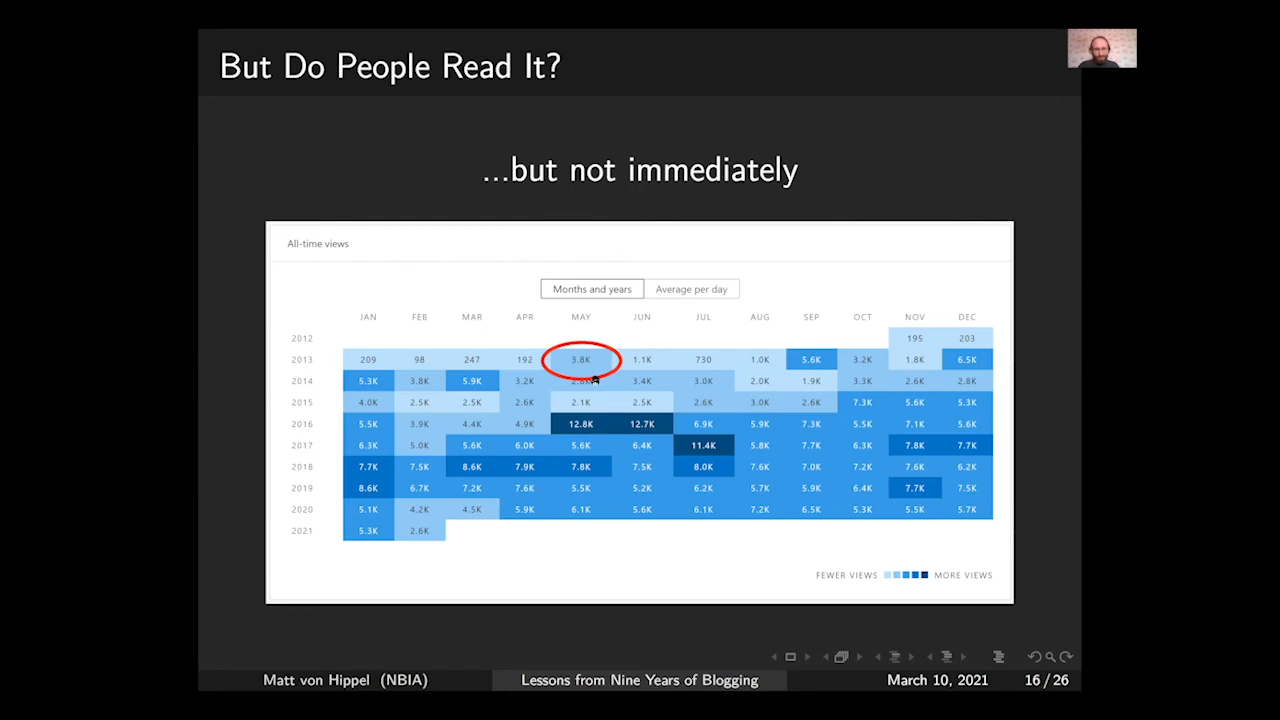 But Do People Read It?
...but not immediately
All-time views
Months and years Average per day
JAN FEB MAR APR MAY JUN JUL AUG SEP OCT NOV DEC
2012 195 203
2013 209 98 247 192 3.8K 1.1K 730 1.0K 5.6K 3.2K 1.8K 6.5K
2014 5.3K 3.8K 5.9K 3.2K 3.4K 3.0K 2.0K 1.9K 3.3K 2.6K 2.8K
2015 4.0K 2.5K 2.5K 2.6K 2.1K 2.5K 2.6K 3.0K 2.6K 7.3K 5.6K 5.3K
2016 5.5K 3.9K 4.4K 4.9K 12.8K 12.7K 6.9K 5.9K 7.3K 5.5K 7.1K 5.6K
2017 6.3K 5.0K 5.6K 6.0K 5.6K 6.4K 11.4K 5.8K 7.7K 6.3K 7.8K 7.7K
2018 7.7K 7.5K 8.6K 7.9K 7.8K 7.5K 8.0K 7.6K 7.0K 7.2K 7.6K 6.2K
2019 8.6K 6.7K 7.2K 7.6K 5.5K 5.2K 6.2K 5.7K 5.9K 6.4K 7.7K 7.5K
2020 5.1K 4.2K 4.5K 5.9K 6.1K 5.6K 6.1K 7.2K 6.5K 5.3K 5.5K 5.7K
2021 5.3K 2.6K
FEWER VIEWS MORE VIEWS
Matt von Hippel (NBIA) Lessons from Nine Years of Blogging March 10, 2021 16 / 26